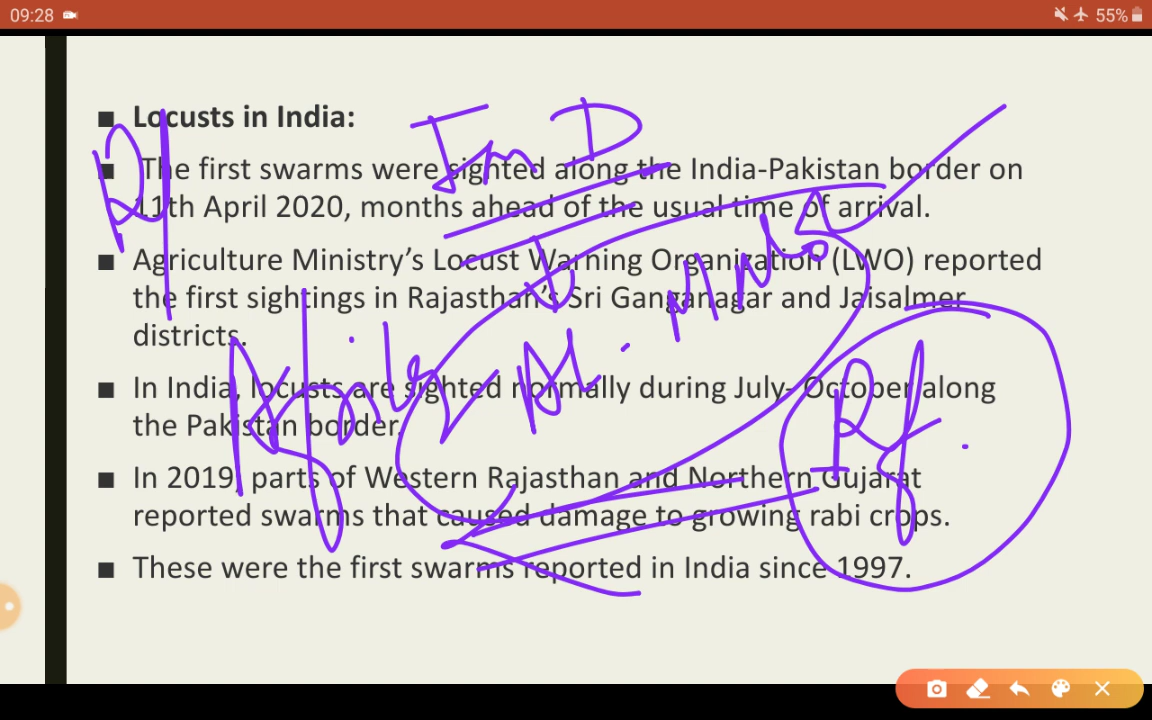 09:28
55%
■ Locusts in India:
■ The first swarms were sighted along the India-Pakistan border on
11th April 2020, months ahead of the usual time of arrival.
■ Agriculture Ministry’s Locust Warning Organization (LWO) reported
the first sightings in Rajasthan’s Sri Ganganagar and Jaisalmer
districts.
■ In India, locusts are sighted normally during July- October along
the Pakistan border.
■ In 2019, parts of Western Rajasthan and Northern Gujarat
reported swarms that caused damage to growing rabi crops.
■ These were the first swarms reported in India since 1997.